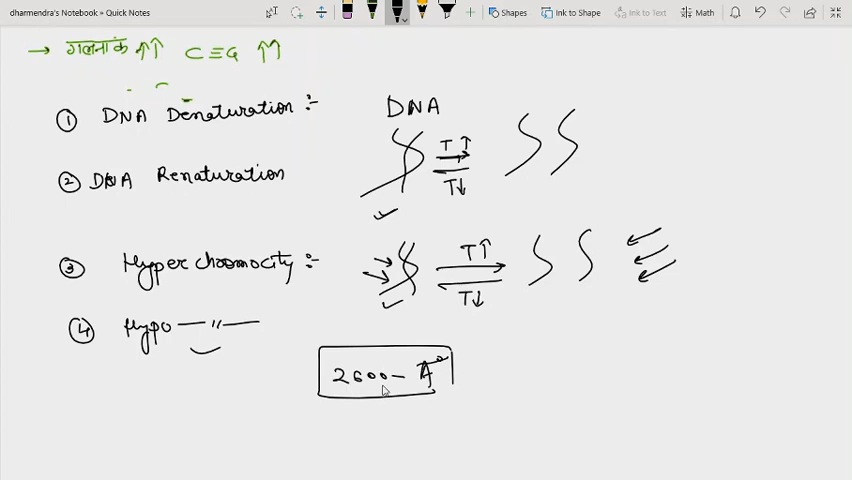 dharmendra's Notebook » Quick Notes
Shapes Ink to Shape Ink to Text Math
→ गलनांक ↑↑ C≡G ↑↑
① DNA Denaturation :- DNA
T↑
② DNA Renaturation T↓
③ Hyper chromocity :- T↑
T↓
④ Hypo — " —
2600 - A°